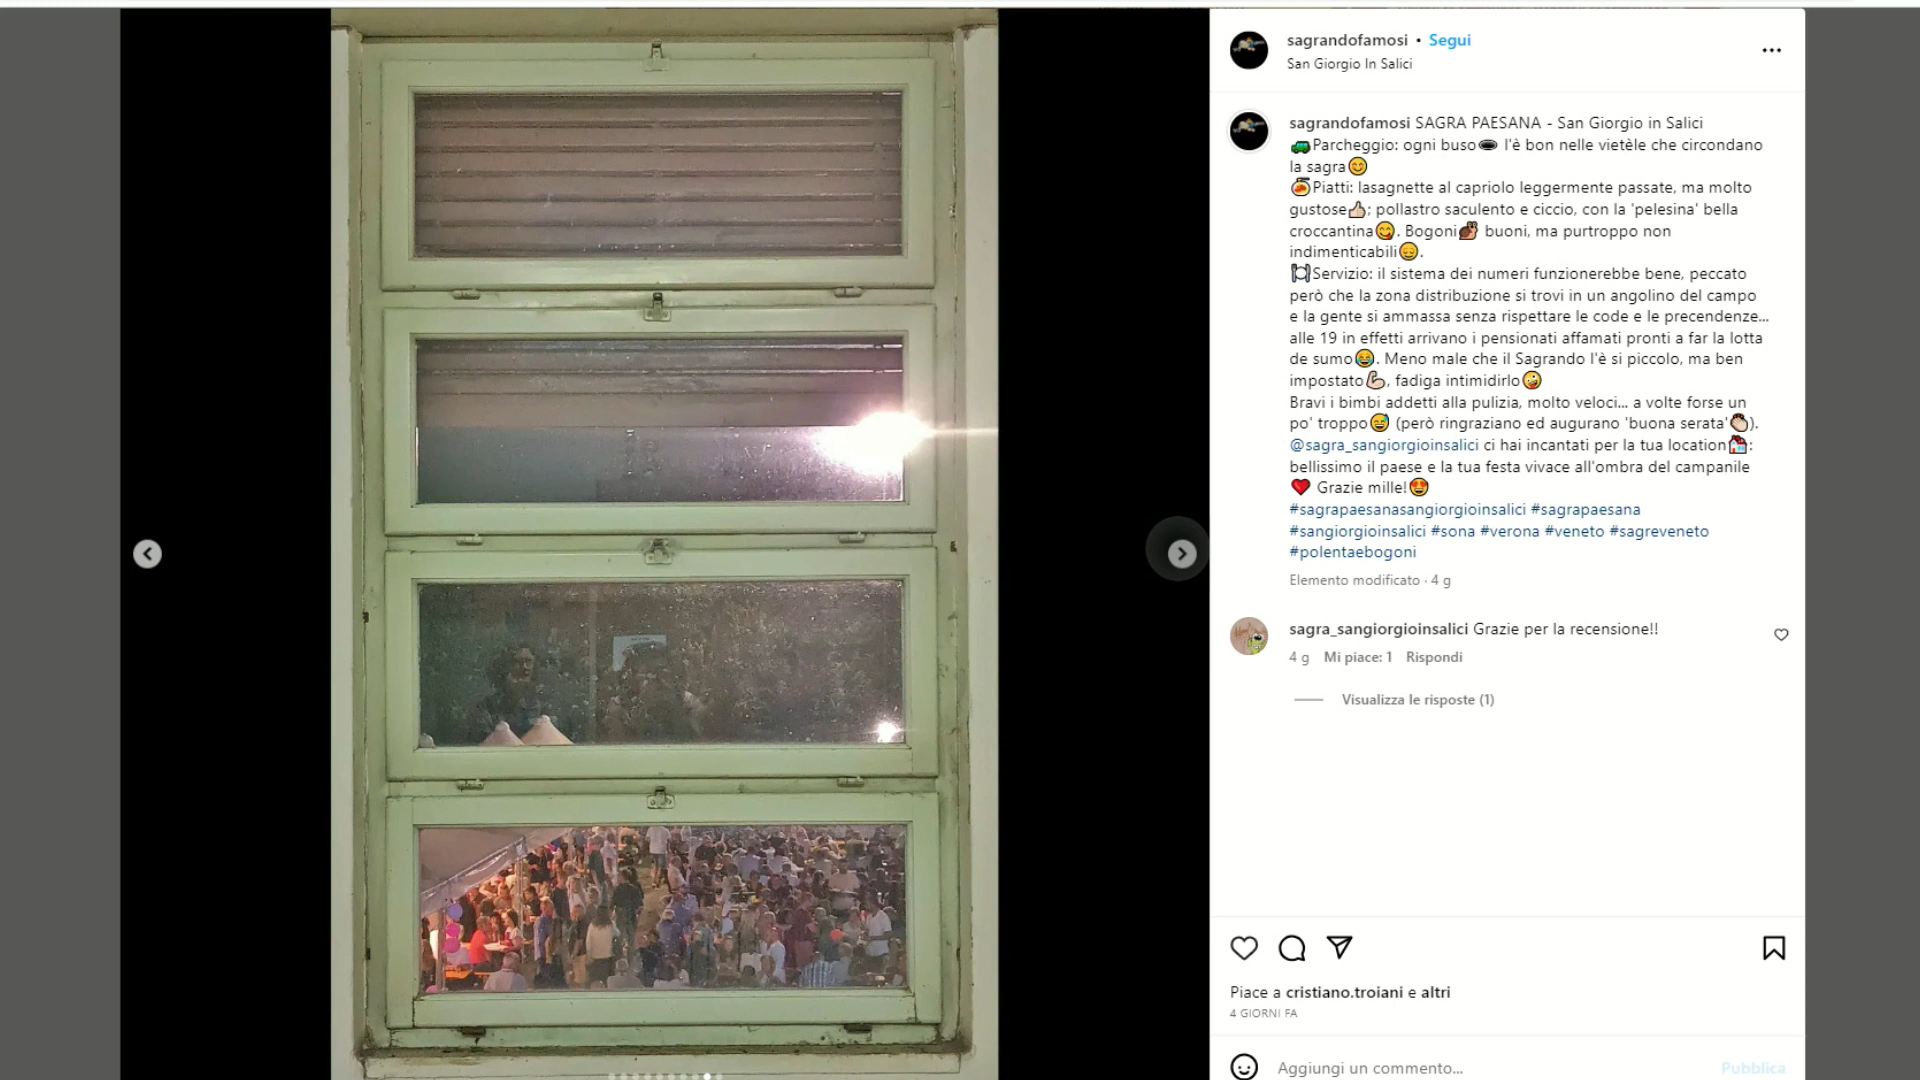 sagrandofamosi • Segui
San Giorgio In Salici
sagrandofamosi SAGRA PAESANA - San Giorgio in Salici
🚙Parcheggio: ogni buso🕳️ l'è bon nelle vietèle che circondano
la sagra😊
🍝Piatti: lasagnette al capriolo leggermente passate, ma molto
gustose👍🏻; pollastro saculento e ciccio, con la 'pelesina' bella
croccantina😋. Bogoni🐌 buoni, ma purtroppo non
indimenticabili😌.
🍽️Servizio: il sistema dei numeri funzionerebbe bene, peccato
però che la zona distribuzione si trovi in un angolino del campo
e la gente si ammassa senza rispettare le code e le precendenze...
alle 19 in effetti arrivano i pensionati affamati pronti a far la lotta
de sumo😂. Meno male che il Sagrando l'è si piccolo, ma ben
impostato💪🏻, fadiga intimidirlo🤪
Bravi i bimbi addetti alla pulizia, molto veloci... a volte forse un
po' troppo😅 (però ringraziano ed augurano 'buona serata'👏🏻).
@sagra_sangiorgioinsalici ci hai incantati per la tua location🏠:
bellissimo il paese e la tua festa vivace all'ombra del campanile
❤️ Grazie mille!😍
#sagrapaesanasangiorgioinsalici #sagrapaesana
#sangiorgioinsalici #sona #verona #veneto #sagreveneto
#polentaebogoni
Elemento modificato · 4 g
sagra_sangiorgioinsalici Grazie per la recensione!!
4 g Mi piace: 1 Rispondi
Visualizza le risposte (1)
Piace a cristiano.troiani e altri
4 GIORNI FA
Aggiungi un commento... Pubblica